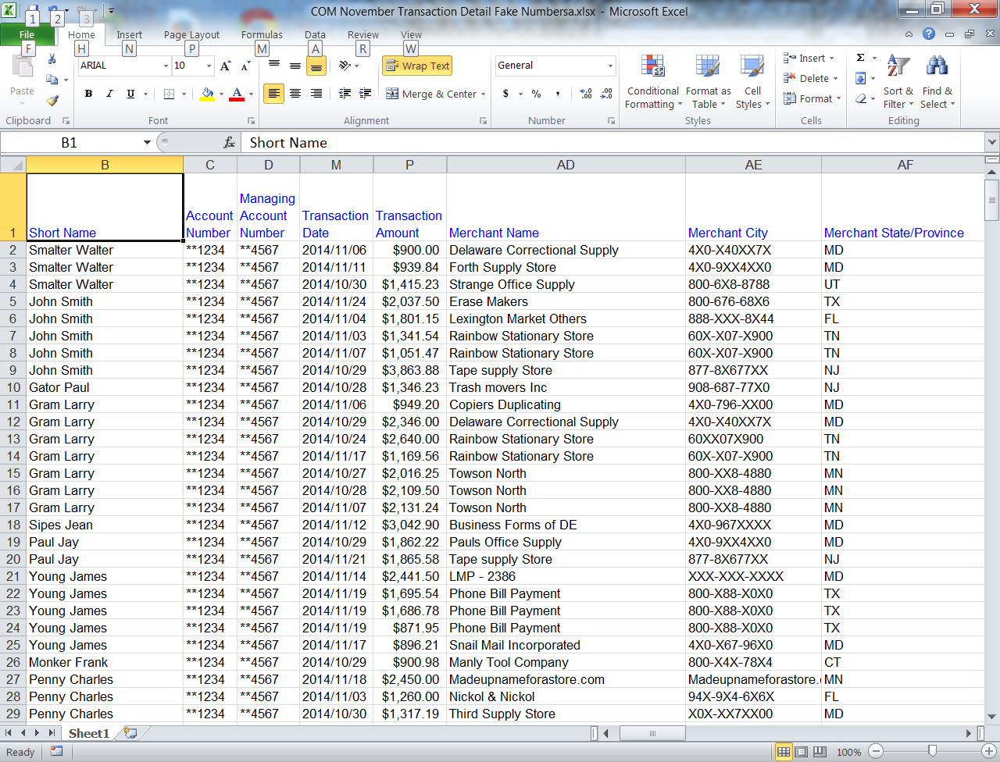 COM November Transaction Detail Fake Numbersa.xlsx - Microsoft Excel
1 2 3
File Home Insert Page Layout Formulas Data Review View
F H N P M A R W
Paste ARIAL 10 Wrap Text General Conditional Formatting Format as Table Cell Styles Insert Sort & Filter Find & Select
B I U Merge & Center $ % , Delete
Format
Clipboard Font Alignment Number Styles Cells Editing
B1 fx Short Name
B C D M P AD AE AF
1 Short Name Account Number Managing Account Number Transaction Date Transaction Amount Merchant Name Merchant City Merchant State/Province
2 Smalter Walter **1234 **4567 2014/11/06 $900.00 Delaware Correctional Supply 4X0-X40XX7X MD
3 Smalter Walter **1234 **4567 2014/11/11 $939.84 Forth Supply Store 4X0-9XX4XX0 MD
4 Smalter Walter **1234 **4567 2014/10/30 $1,415.23 Strange Office Supply 800-6X8-8788 UT
5 John Smith **1234 **4567 2014/11/24 $2,037.50 Erase Makers 800-676-68X6 TX
6 John Smith **1234 **4567 2014/11/04 $1,801.15 Lexington Market Others 888-XXX-8X44 FL
7 John Smith **1234 **4567 2014/11/03 $1,341.54 Rainbow Stationary Store 60X-X07-X900 TN
8 John Smith **1234 **4567 2014/11/07 $1,051.47 Rainbow Stationary Store 60X-X07-X900 TN
9 John Smith **1234 **4567 2014/10/29 $3,863.88 Tape supply Store 877-8X677XX NJ
10 Gator Paul **1234 **4567 2014/10/28 $1,346.23 Trash movers Inc 908-687-77X0 NJ
11 Gram Larry **1234 **4567 2014/11/06 $949.20 Copiers Duplicating 4X0-796-XX00 MD
12 Gram Larry **1234 **4567 2014/10/29 $2,346.00 Delaware Correctional Supply 4X0-X40XX7X MD
13 Gram Larry **1234 **4567 2014/10/24 $2,640.00 Rainbow Stationary Store 60XX07X900 TN
14 Gram Larry **1234 **4567 2014/11/17 $1,169.56 Rainbow Stationary Store 60X-X07-X900 TN
15 Gram Larry **1234 **4567 2014/10/27 $2,016.25 Towson North 800-XX8-4880 MN
16 Gram Larry **1234 **4567 2014/10/28 $2,109.50 Towson North 800-XX8-4880 MN
17 Gram Larry **1234 **4567 2014/11/07 $2,131.24 Towson North 800-XX8-4880 MN
18 Sipes Jean **1234 **4567 2014/11/12 $3,042.90 Business Forms of DE 4X0-967XXXX MD
19 Paul Jay **1234 **4567 2014/10/29 $1,862.22 Pauls Office Supply 4X0-9XX4XX0 MD
20 Paul Jay **1234 **4567 2014/11/21 $1,865.58 Tape supply Store 877-8X677XX NJ
21 Young James **1234 **4567 2014/11/14 $2,441.50 LMP - 2386 XXX-XXX-XXXX MD
22 Young James **1234 **4567 2014/11/19 $1,695.54 Phone Bill Payment 800-X88-X0X0 TX
23 Young James **1234 **4567 2014/11/19 $1,686.78 Phone Bill Payment 800-X88-X0X0 TX
24 Young James **1234 **4567 2014/11/19 $871.95 Phone Bill Payment 800-X88-X0X0 TX
25 Young James **1234 **4567 2014/11/17 $896.21 Snail Mail Incorporated 4X0-X67-96X0 MD
26 Monker Frank **1234 **4567 2014/10/29 $900.98 Manly Tool Company 800-X4X-78X4 CT
27 Penny Charles **1234 **4567 2014/11/18 $2,450.00 Madeupnameforastore.com Madeupnameforastore. MN
28 Penny Charles **1234 **4567 2014/11/03 $1,260.00 Nickol & Nickol 94X-9X4-6X6X FL
29 Penny Charles **1234 **4567 2014/10/30 $1,317.19 Third Supply Store X0X-XX7XX00 MD
Sheet1
Ready 100%